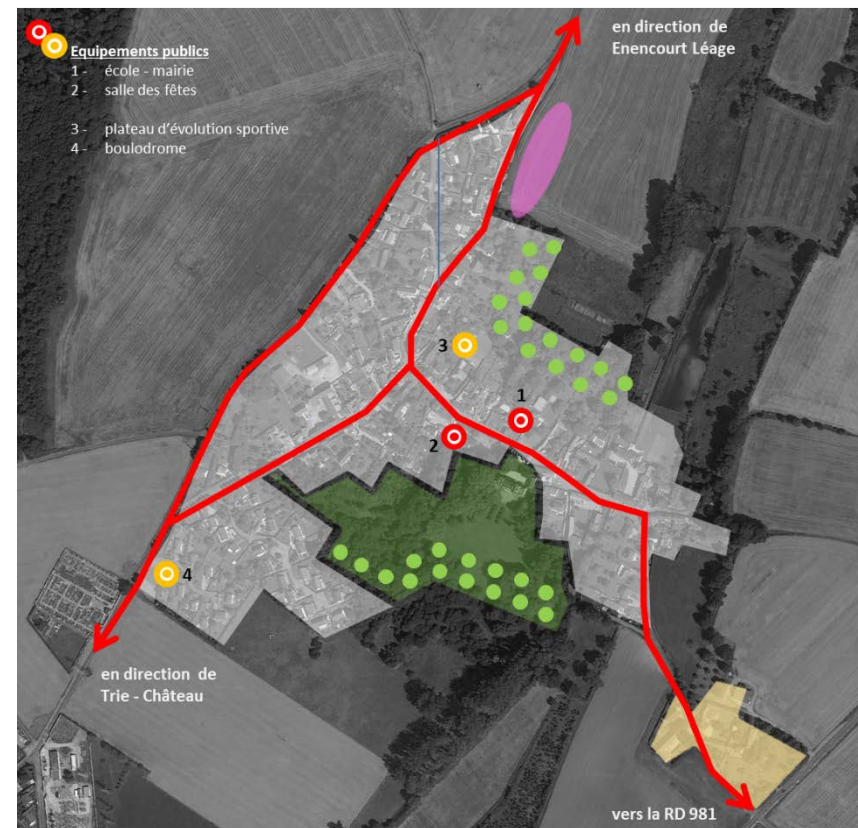 en direction de
Enencourt Léage
Equipements publics
1 - école - mairie
2 - salle des fêtes
3 - plateau d'évolution sportive
4 - boulodrome
3
1
2
4
en direction de
Trie - Château
vers la RD 981